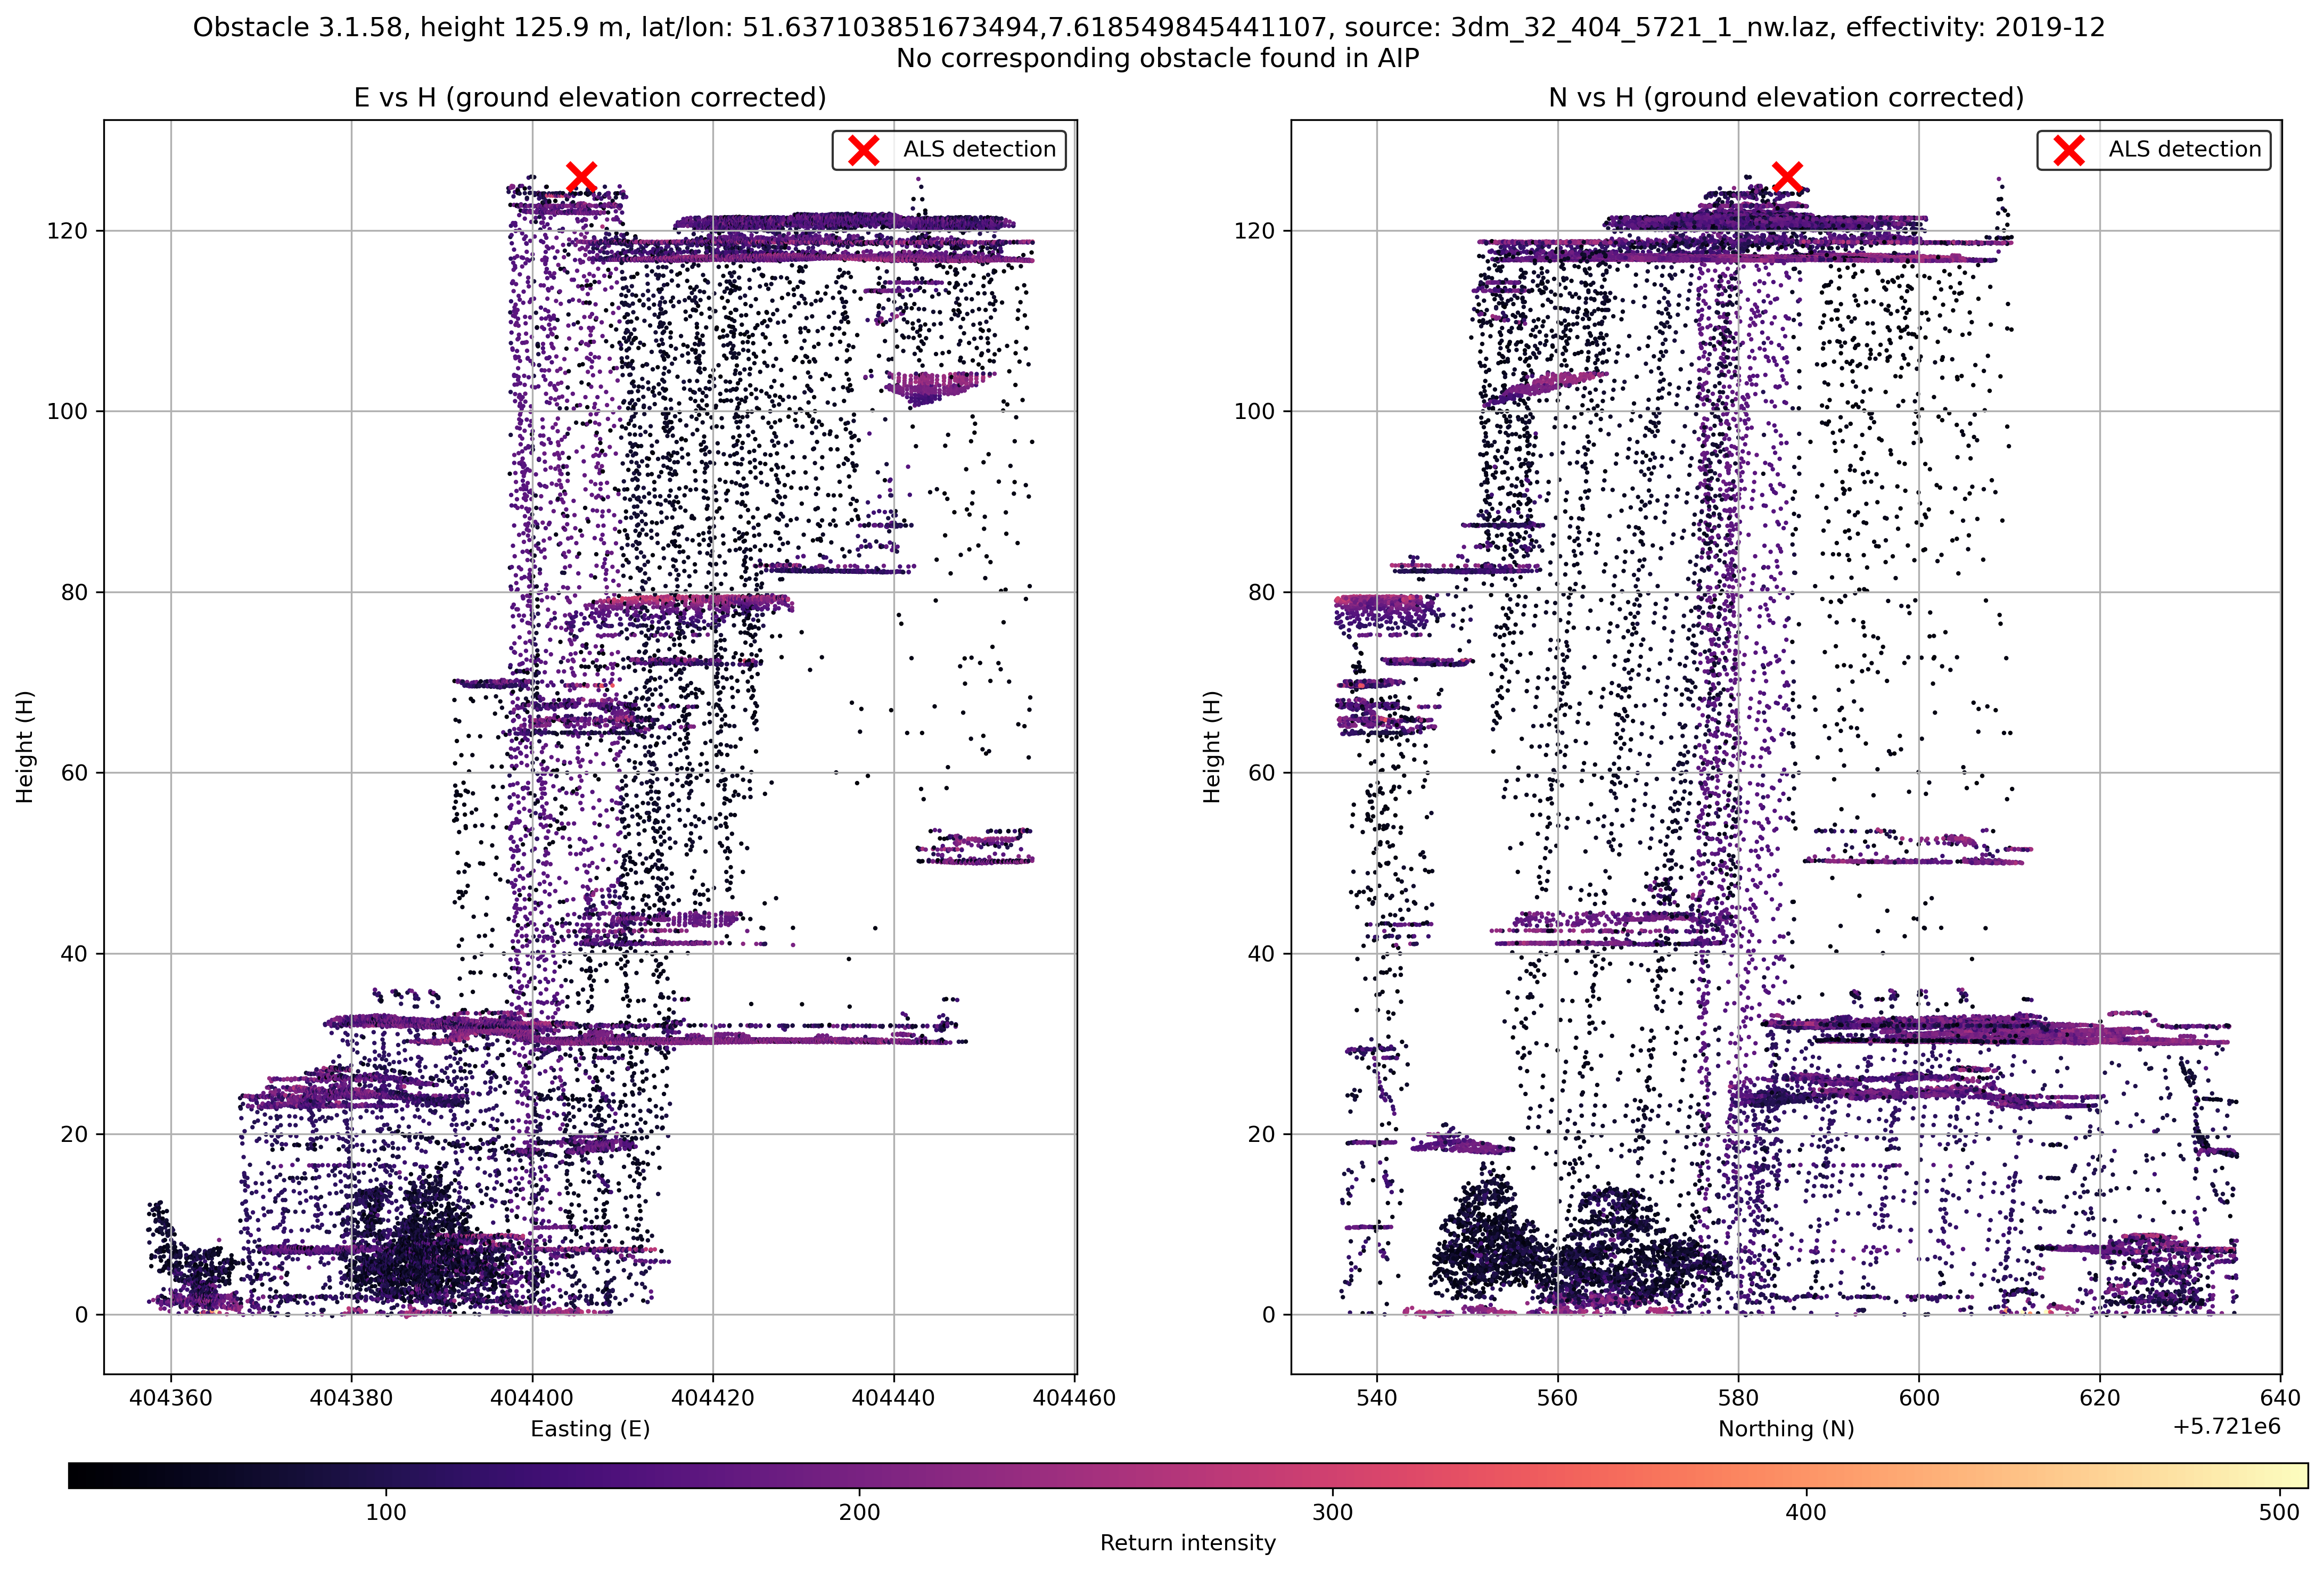 Obstacle 3.1.58, height 125.9 m, lat/lon: 51.637103851673494,7.618549845441107, source: 3dm_32_404_5721_1_nw.laz, effectivity: 2019-12
No corresponding obstacle found in AIP
E vs H (ground elevation corrected)
ALS detection
120
100
80
60
40
20
0
Height (H)
404360 404380 404400 404420 404440 404460
Easting (E)
N vs H (ground elevation corrected)
ALS detection
120
100
80
60
40
20
0
Height (H)
540 560 580 600 620 640
+5.721e6
Northing (N)
100 200 300 400 500
Return intensity